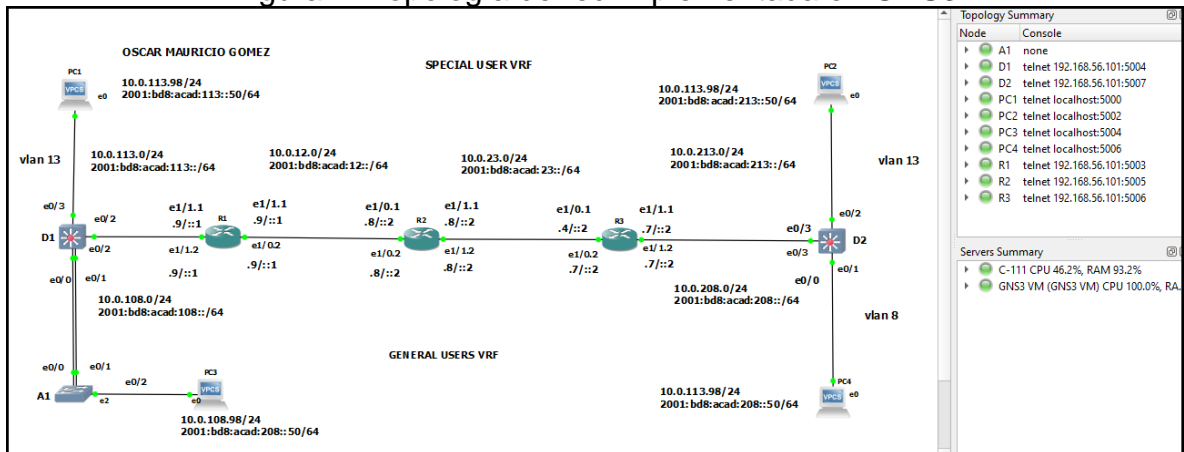 OSCAR MAURICIO GOMEZ
SPECIAL USER VRF
PC1
VPCS
e0
10.0.113.98/24
2001:bd8:acad:113::50/64
PC2
VPCS
e0
10.0.113.98/24
2001:bd8:acad:213::50/64
vlan 13
10.0.113.0/24
2001:bd8:acad:113::/64
10.0.12.0/24
2001:bd8:acad:12::/64
10.0.23.0/24
2001:bd8:acad:23::/64
10.0.213.0/24
2001:bd8:acad:213::/64
vlan 13
e0/3
e0/2
D1
e0/2
e0/0
e0/1
e1/1.1
.9/::1
R1
e1/1.1
.9/::1
e1/1.2
.9/::1
e1/0.2
.9/::1
e1/0.1
.8/::2
R2
e1/1.1
.8/::2
e1/0.2
.8/::2
e1/1.2
.8/::2
e1/0.1
.4/::2
R3
e1/1.1
.7/::2
e1/0.2
.7/::2
e1/1.2
.7/::2
e0/2
e0/3
e0/3
D2
e0/1
e0/0
10.0.108.0/24
2001:bd8:acad:108::/64
10.0.208.0/24
2001:bd8:acad:208::/64
vlan 8
GENERAL USERS VRF
e0/0
e0/1
A1
e2
e0/2
PC3
e0
VPCS
10.0.108.98/24
2001:bd8:acad:208::50/64
10.0.113.98/24
2001:bd8:acad:208::50/64
PC4
e0
VPCS
Topology Summary
Node Console
A1 none
D1 telnet 192.168.56.101:5004
D2 telnet 192.168.56.101:5007
PC1 telnet localhost:5000
PC2 telnet localhost:5002
PC3 telnet localhost:5004
PC4 telnet localhost:5006
R1 telnet 192.168.56.101:5003
R2 telnet 192.168.56.101:5005
R3 telnet 192.168.56.101:5006
Servers Summary
C-111 CPU 46.2%, RAM 93.2%
GNS3 VM (GNS3 VM) CPU 100.0%, RA..